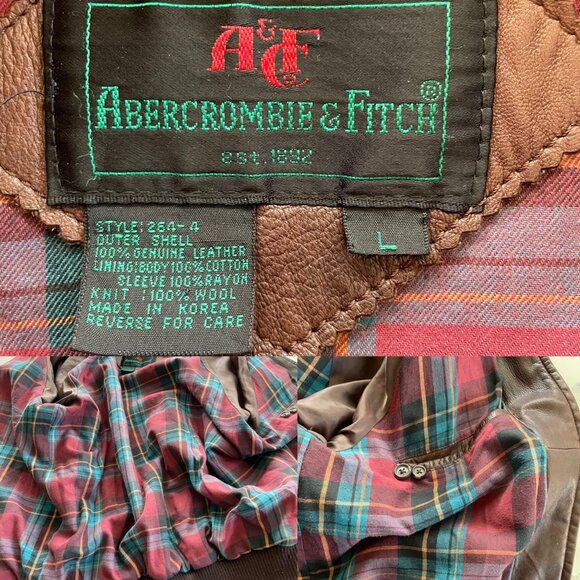 A&F
ABERCROMBIE & FITCH®
est. 1892
STYLE: 264-4
OUTER SHELL
100% GENUINE LEATHER
LINING: BODY 100% COTTON
SLEEVE 100% RAYON
KNIT : 100% WOOL
MADE IN KOREA
REVERSE FOR CARE
L